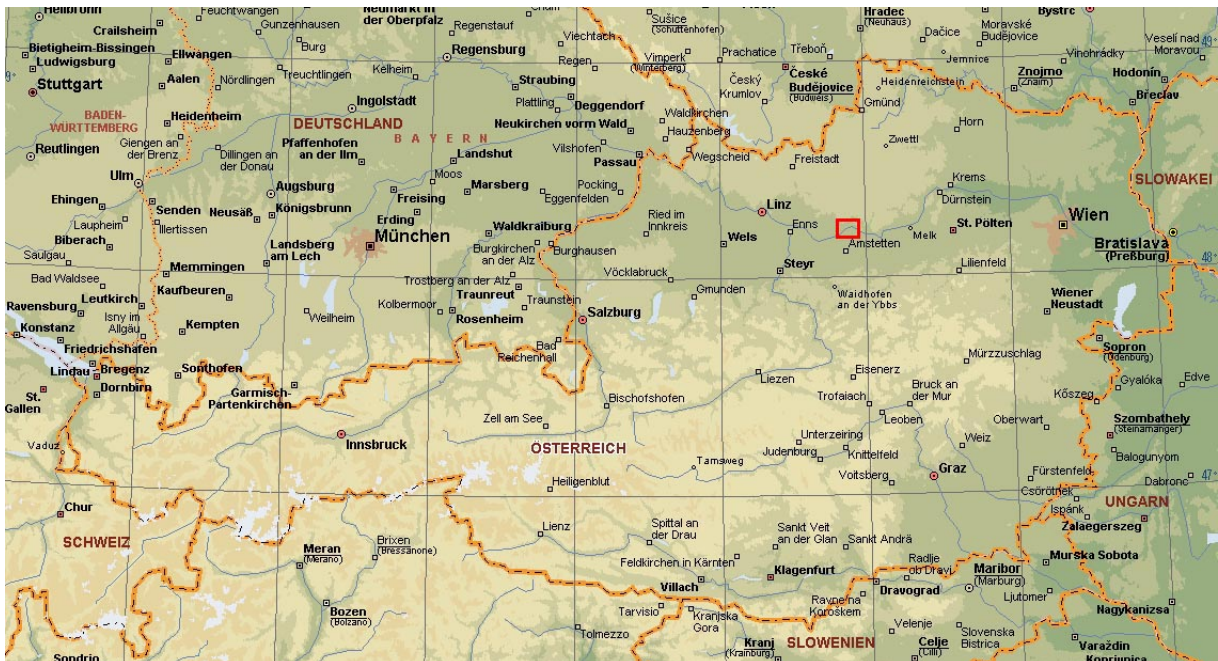 Heilbronn
Crailsheim
Feuchtwangen
Gunzenhausen
Burg
Neumarkt in
der Oberpfalz
Regenstauf
Cham
Viechtach
Sušice
(Schüttenhofen)
Hradec
(Neuhaus)
Dačice
Moravské
Budějovice
Bystrc
49°
Bietigheim-Bissingen
Ludwigsburg
9°
Stuttgart
Ellwangen
Aalen
Nördlingen
Treuchtlingen
Kelheim
Regensburg
Regen
Vimperk
(Winterberg)
Prachatice
Třeboň
Jemnice
Vinohrádky
Veselí nad
Moravou
Straubing
Plattling
Deggendorf
Český
Krumlov
České
Budějovice
(Budweis)
Heidenreichstein
Gmünd
Znojmo
(Znaim)
Hodonín
Břeclav
BADEN-
WÜRTTEMBERG
Heidenheim
Ingolstadt
DEUTSCHLAND
BAYERN
Neukirchen vorm Wald
Waldkirchen
Hauzenberg
Horn
Reutlingen
Giengen an
der Brenz
Dillingen an
der Donau
Pfaffenhofen
an der Ilm
Landshut
Vilshofen
Passau
Wegscheid
Freistadt
Zwettl
Ulm
Augsburg
Moos
Marsberg
Pocking
Eggenfelden
Krems
Dürnstein
SLOWAKEI
Ehingen
Senden
Neusäß
Königsbrunn
Freising
Erding
Linz
Laupheim
Illertissen
Biberach
München
Waldkraiburg
Ried im
Innkreis
Enns
Wels
Amstetten
Melk
St. Pölten
Wien
Bratislava
(Preßburg)
Saulgau
Landsberg
am Lech
Burgkirchen
an der Alz
Burghausen
Steyr
Lilienfeld
48°
Bad Waldsee
Memmingen
Trostberg an der Alz
Vöcklabruck
Gmunden
Waidhofen
an der Ybbs
Wiener
Neustadt
Ravensburg
Leutkirch
Kaufbeuren
Kolbermoor
Traunreut
Traunstein
Isny im
Allgäu
Konstanz
Kempten
Weilheim
Rosenheim
Salzburg
Friedrichshafen
Lindau
Bregenz
Dornbirn
Sonthofen
Bad
Reichenhall
Mürzzuschlag
Sopron
(Ödenburg)
St.
Gallen
Garmisch-
Partenkirchen
Bischofshofen
Liezen
Eisenerz
Trofaiach
Bruck an
der Mur
Leoben
Gyalóka
Edve
Kőszeg
Vaduz
Zell am See
Innsbruck
ÖSTERREICH
Unterzeiring
Judenburg
Knittelfeld
Oberwart
Weiz
Szombathely
(Steinamanger)
Balogunyom
Tamsweg
Voitsberg
Graz
Fürstenfeld
Dabronc
47°
Heiligenblut
Csörötnek
Ispánk
UNGARN
Zalaegerszeg
Chur
SCHWEIZ
Meran
(Merano)
Brixen
(Bressanone)
Lienz
Spittal an
der Drau
Sankt Veit
an der Glan
Sankt Andrä
Radlje
ob Dravi
Maribor
(Marburg)
Murska Sobota
Feldkirchen in Kärnten
Villach
Klagenfurt
Dravograd
Ljutomer
Bozen
(Bolzano)
Tarvisio
Kranjska
Gora
Ravne na
Koroškem
Nagykanizsa
Tolmezzo
SLOWENIEN
Velenje
Slovenska
Bistrica
Sondrio
Kranj
(Krainburg)
Celje
(Cilli)
Varaždin
Koprivnica